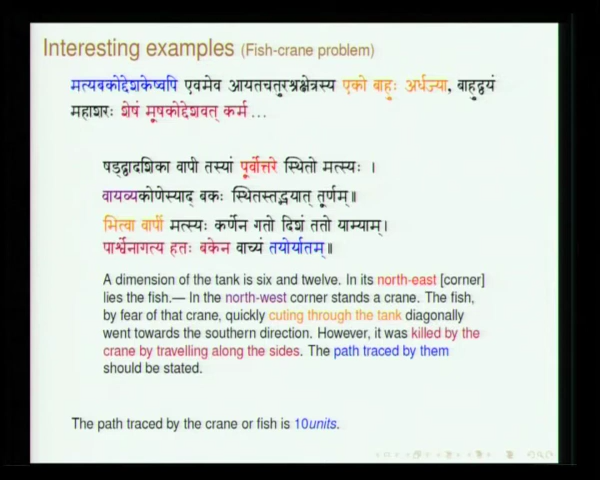 Interesting examples (Fish-crane problem)
मत्यबकोद्देशकेष्वपि एवमेव आयतचतुरश्रक्षेत्रस्य एको बाहुः अर्धज्या, बाहुद्वयं
महाशरः शेषं मूषकोद्देशवत् कर्म ...
षड्द्वादशिका वापी तस्यां पूर्वोत्तरे स्थितो मत्स्यः ।
वायव्यकोणेस्याद् बकः स्थितस्तद्भयात् तूर्णम् ॥
भित्वा वापीं मत्स्यः कर्णेन गतो दिशं ततो याम्याम् ।
पार्श्वेनागत्य हतः बकेन वाच्यं तयोर्यातम् ॥
A dimension of the tank is six and twelve. In its north-east [corner]
lies the fish.— In the north-west corner stands a crane. The fish,
by fear of that crane, quickly cuting through the tank diagonally
went towards the southern direction. However, it was killed by the
crane by travelling along the sides. The path traced by them
should be stated.
The path traced by the crane or fish is 10units.